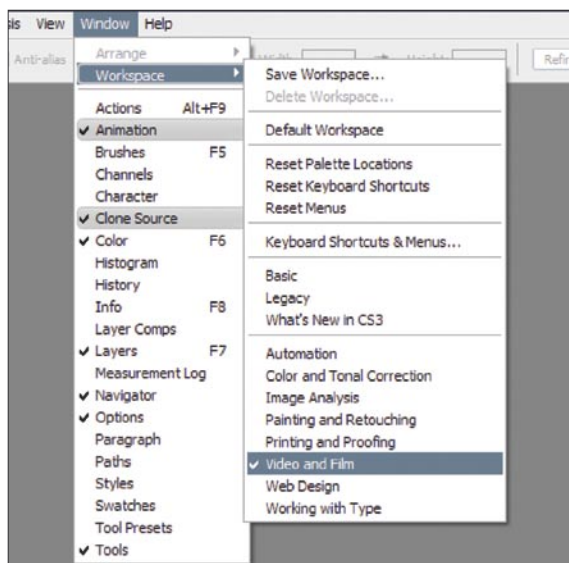 sis View Window Help
Anti-alias
Width:
Height:
Refin
Arrange
Workspace
Actions Alt+F9
Animation
Brushes F5
Channels
Character
Clone Source
Color F6
Histogram
History
Info F8
Layer Comps
Layers F7
Measurement Log
Navigator
Options
Paragraph
Paths
Styles
Swatches
Tool Presets
Tools
Save Workspace...
Delete Workspace...
Default Workspace
Reset Palette Locations
Reset Keyboard Shortcuts
Reset Menus
Keyboard Shortcuts & Menus...
Basic
Legacy
What's New in CS3
Automation
Color and Tonal Correction
Image Analysis
Painting and Retouching
Printing and Proofing
Video and Film
Web Design
Working with Type